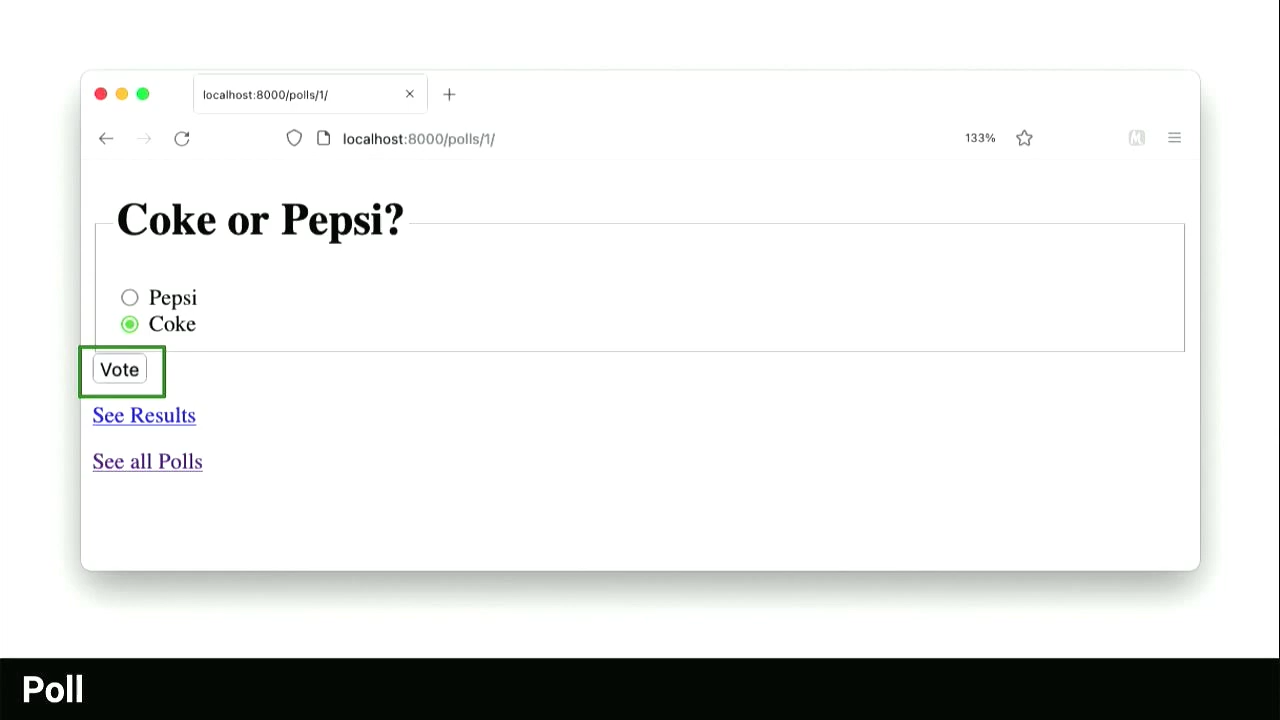 localhost:8000/polls/1/
localhost:8000/polls/1/
133%
Coke or Pepsi?
Pepsi
Coke
Vote
See Results
See all Polls
Poll